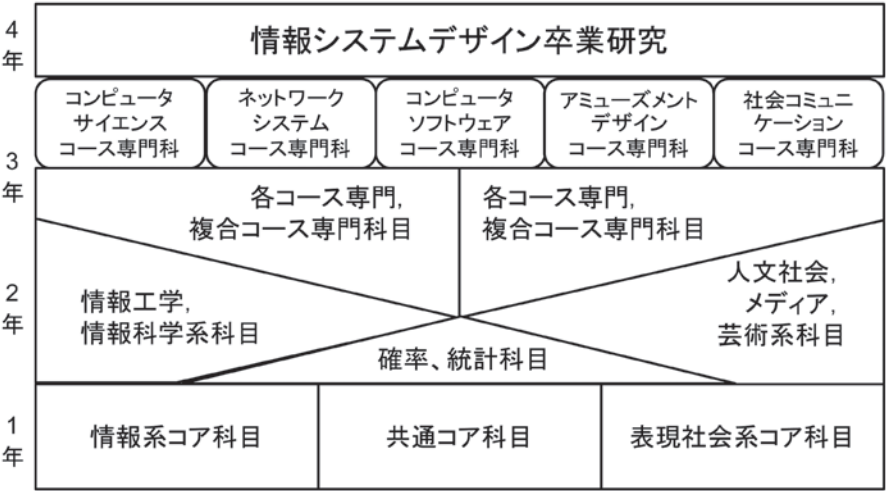 4
年
情報システムデザイン卒業研究
コンピュータ
サイエンス
コース専門科
ネットワーク
システム
コース専門科
コンピュータ
ソフトウェア
コース専門科
アミューズメント
デザイン
コース専門科
社会コミュニ
ケーション
コース専門科
3
年
各コース専門,
複合コース専門科目
各コース専門,
複合コース専門科目
2
年
情報工学,
情報科学系科目
人文社会,
メディア,
芸術系科目
確率、統計科目
1
年
情報系コア科目
共通コア科目
表現社会系コア科目